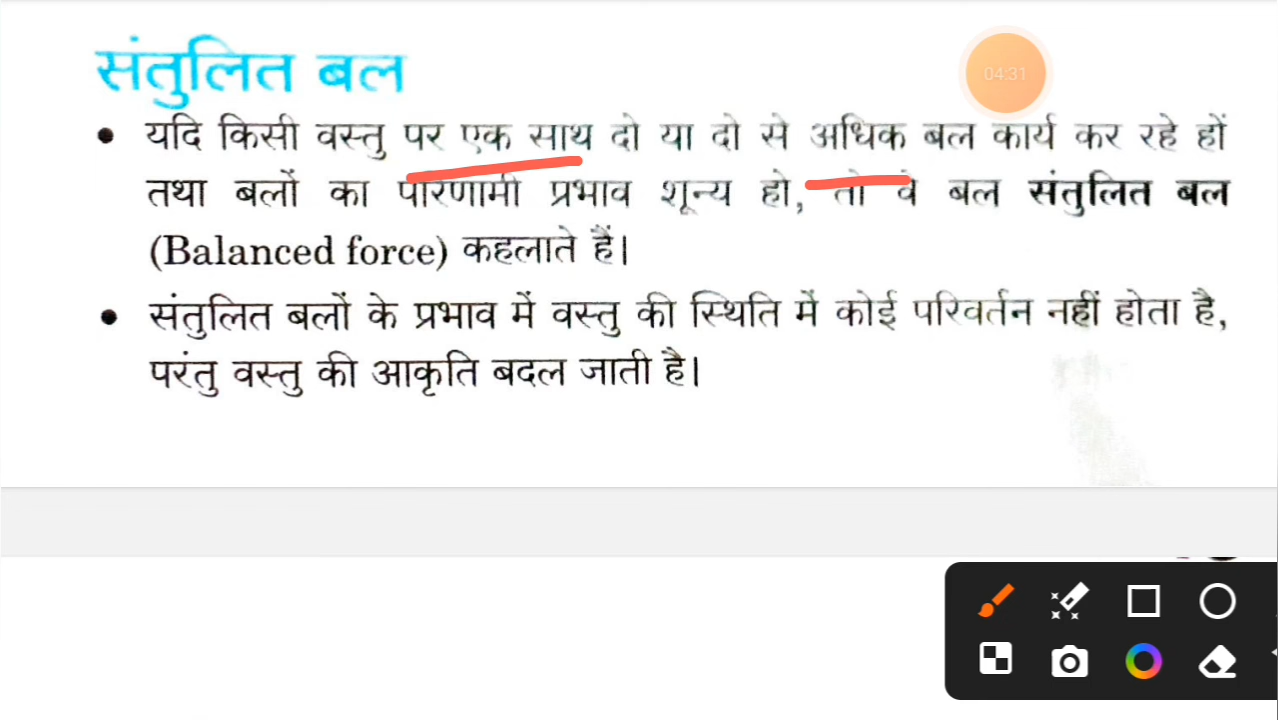 संतुलित बल
04:31
• यदि किसी वस्तु पर एक साथ दो या दो से अधिक बल कार्य कर रहे हों
तथा बलों का पारणामी प्रभाव शून्य हो, तो वे बल संतुलित बल
(Balanced force) कहलाते हैं।
• संतुलित बलों के प्रभाव में वस्तु की स्थिति में कोई परिवर्तन नहीं होता है,
परंतु वस्तु की आकृति बदल जाती है।